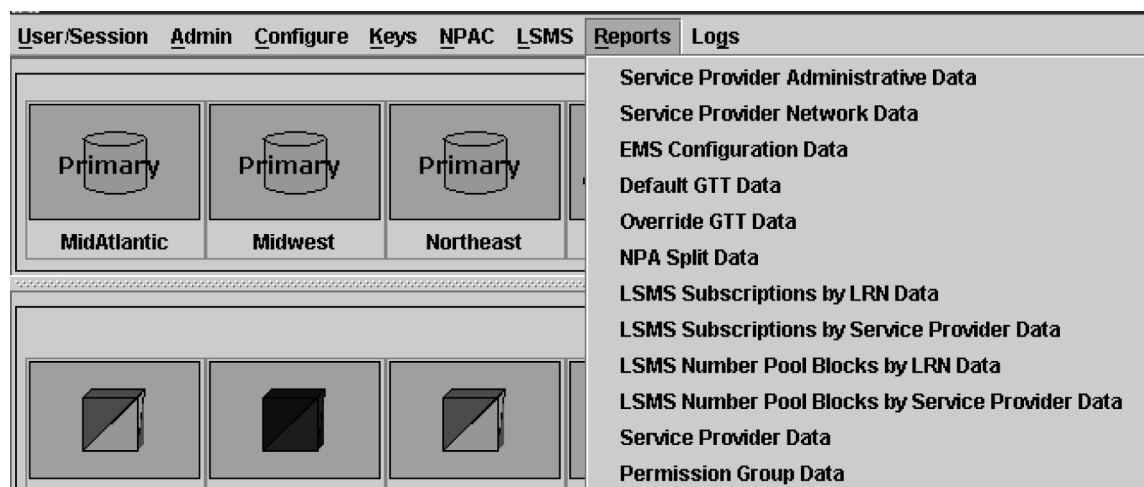 User/Session Admin Configure Keys NPAC LSMS Reports Logs
Service Provider Administrative Data
Service Provider Network Data
EMS Configuration Data
Default GTT Data
Override GTT Data
NPA Split Data
LSMS Subscriptions by LRN Data
LSMS Subscriptions by Service Provider Data
LSMS Number Pool Blocks by LRN Data
LSMS Number Pool Blocks by Service Provider Data
Service Provider Data
Permission Group Data
Primary Primary Primary
MidAtlantic Midwest Northeast